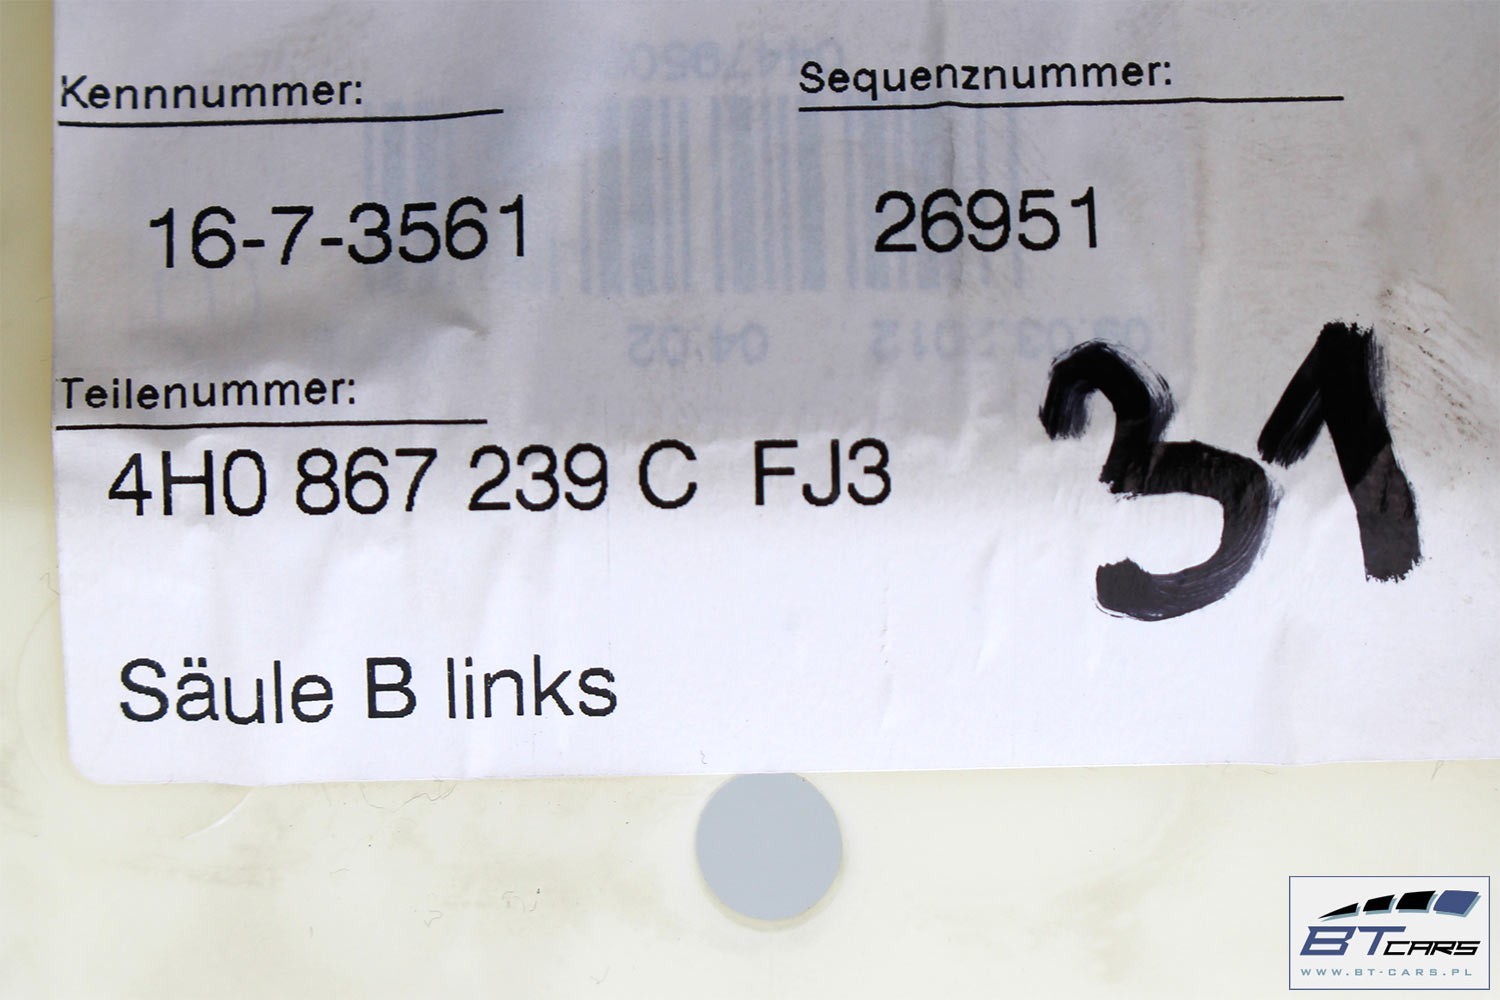 Kennnummer:
Sequenznummer:
16-7-3561
26951
Teilenummer:
4H0 867 239 C FJ3
31
Säule B links
BT CARS
WWW.BT-CARS.PL